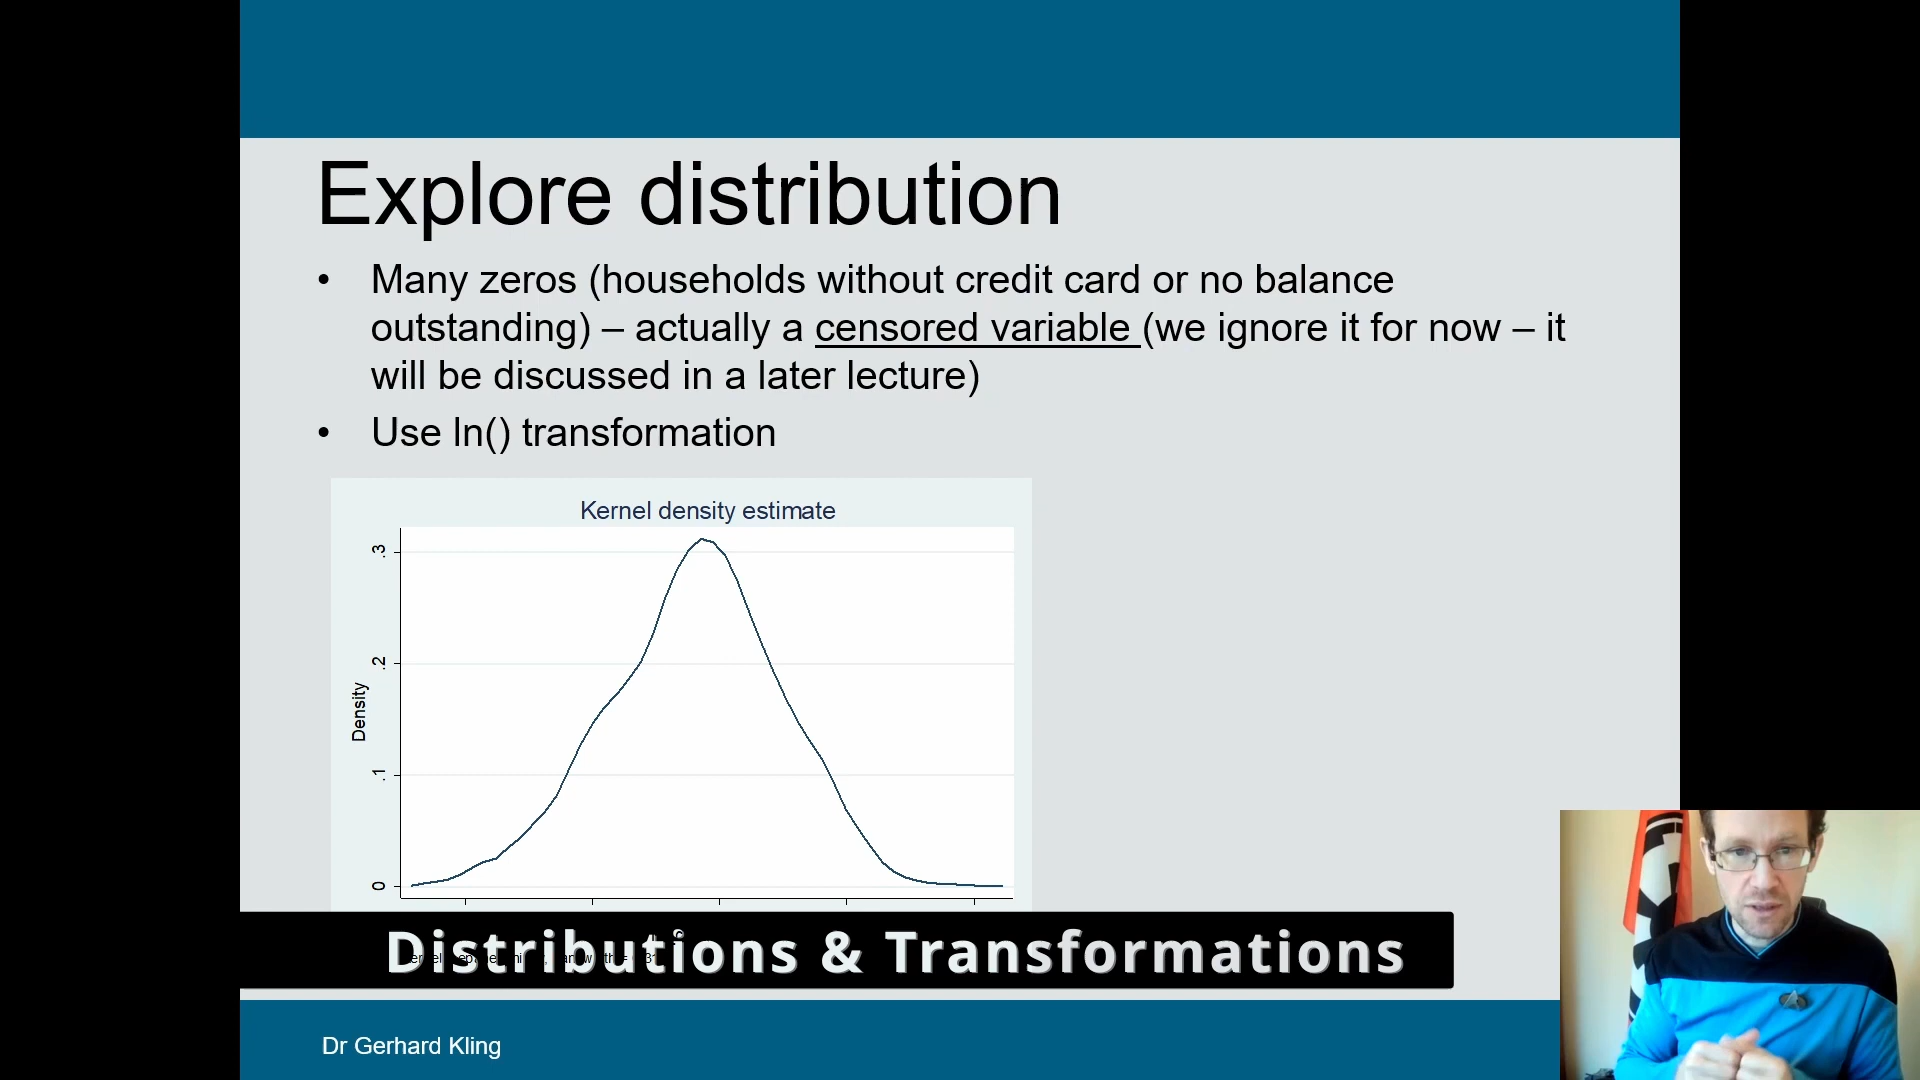 Explore distribution
• Many zeros (households without credit card or no balance
outstanding) – actually a censored variable (we ignore it for now – it
will be discussed in a later lecture)
• Use ln() transformation
Kernel density estimate
.3
.2
Density
.1
0
Distributions & Transformations
Dr Gerhard Kling